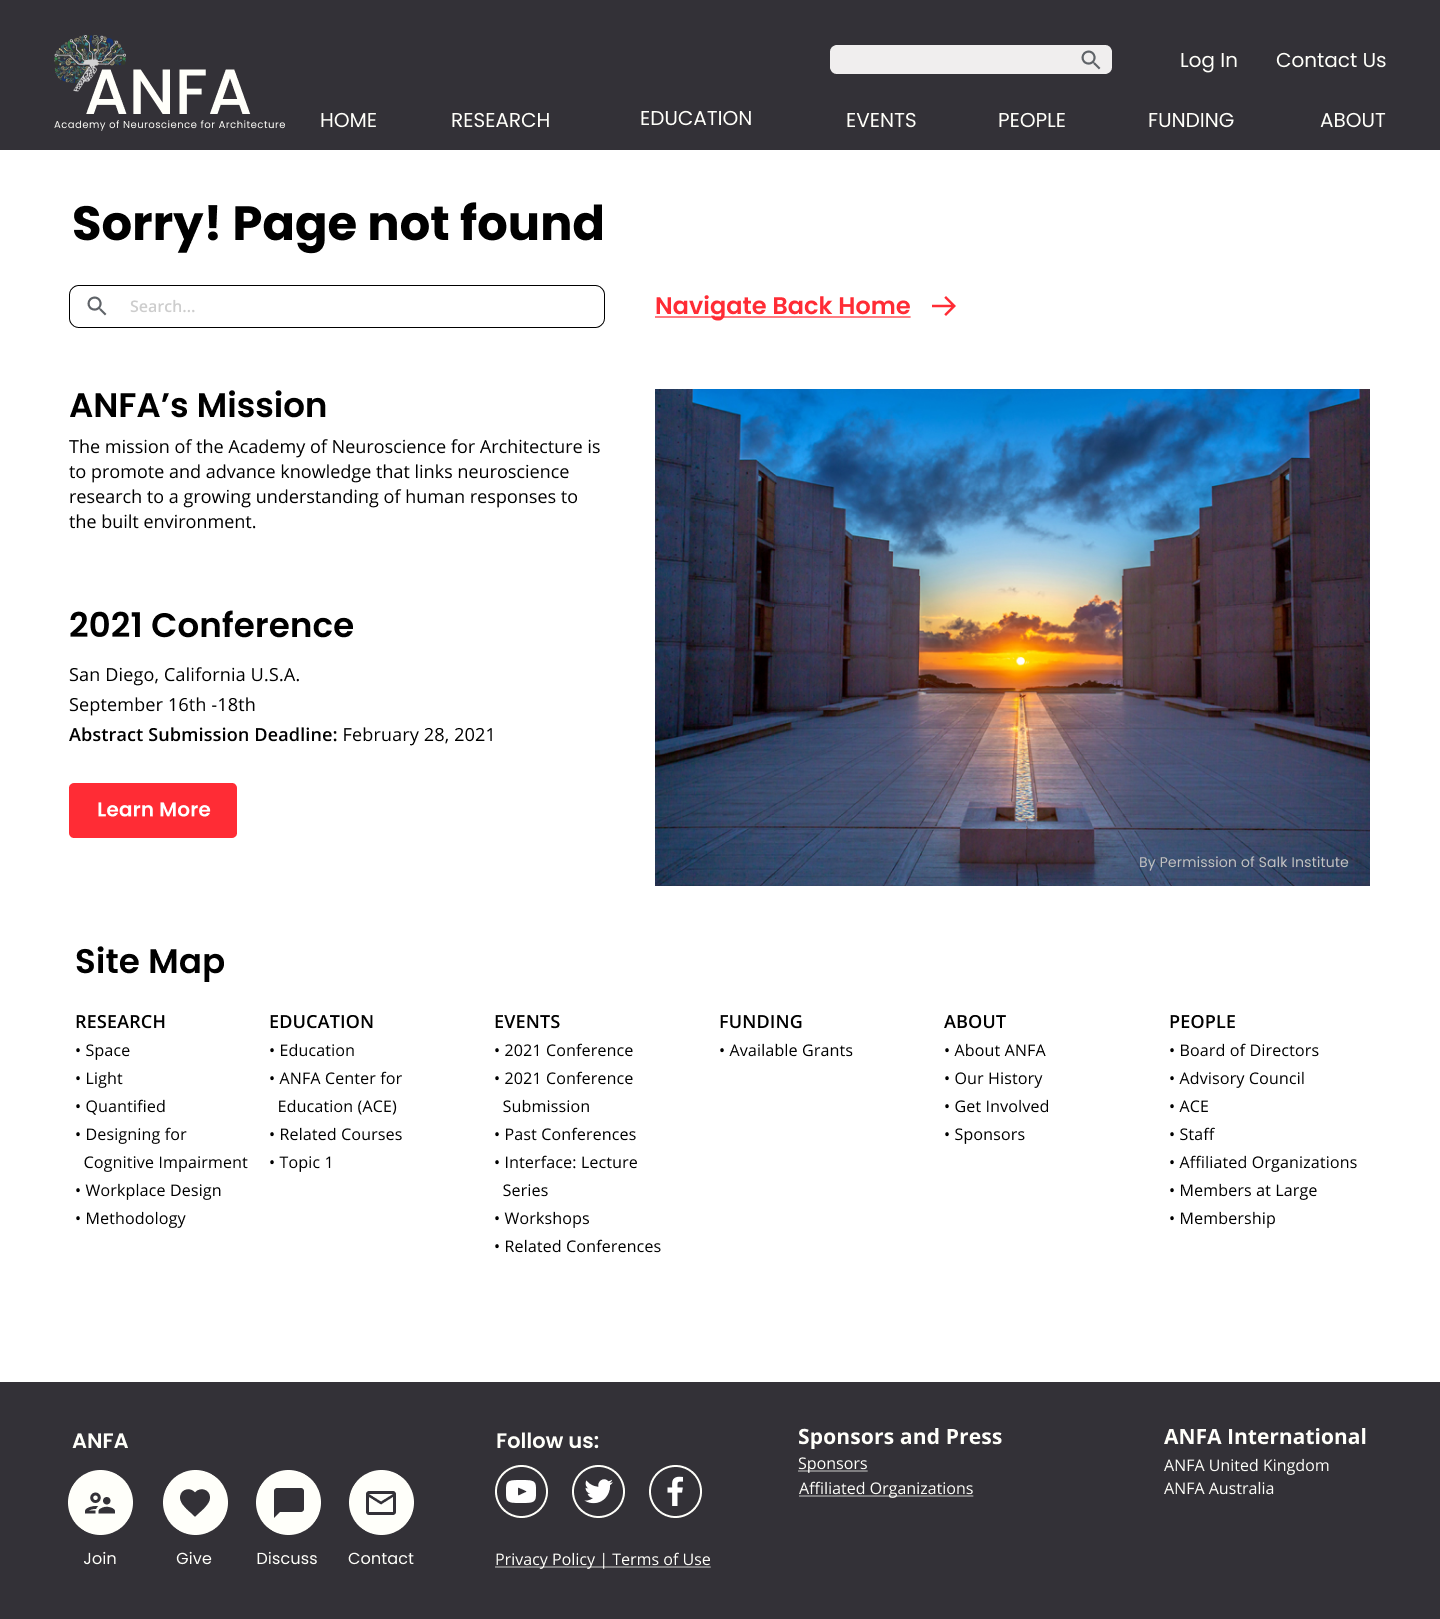 ANFA
Academy of Neuroscience for Architecture
Log In
Contact Us
HOME
RESEARCH
EDUCATION
EVENTS
PEOPLE
FUNDING
ABOUT
Sorry! Page not found
Search...
Navigate Back Home
ANFA’s Mission
The mission of the Academy of Neuroscience for Architecture is
to promote and advance knowledge that links neuroscience
research to a growing understanding of human responses to
the built environment.
2021 Conference
San Diego, California U.S.A.
September 16th -18th
Abstract Submission Deadline: February 28, 2021
Learn More
By Permission of Salk Institute
Site Map
RESEARCH
• Space
• Light
• Quantified
• Designing for
Cognitive Impairment
• Workplace Design
• Methodology
EDUCATION
• Education
• ANFA Center for
Education (ACE)
• Related Courses
• Topic 1
EVENTS
• 2021 Conference
• 2021 Conference
Submission
• Past Conferences
• Interface: Lecture
Series
• Workshops
• Related Conferences
FUNDING
• Available Grants
ABOUT
• About ANFA
• Our History
• Get Involved
• Sponsors
PEOPLE
• Board of Directors
• Advisory Council
• ACE
• Staff
• Affiliated Organizations
• Members at Large
• Membership
ANFA
Join
Give
Discuss
Contact
Follow us:
Privacy Policy | Terms of Use
Sponsors and Press
Sponsors
Affiliated Organizations
ANFA International
ANFA United Kingdom
ANFA Australia